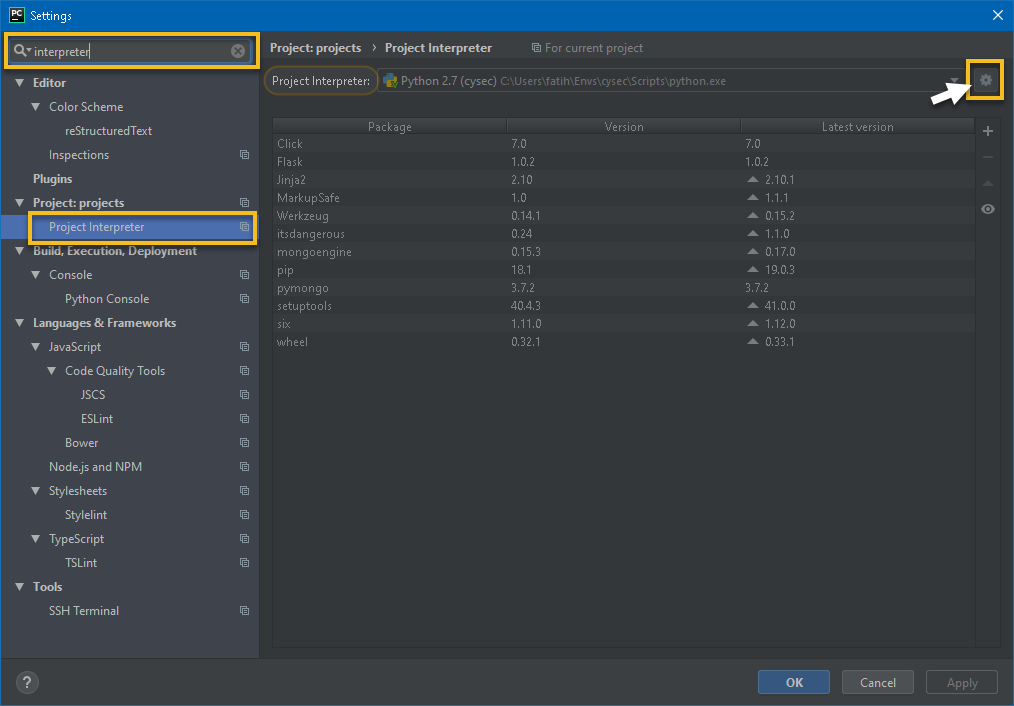 PC Settings
interpreter
Project: projects › Project Interpreter For current project
Editor
Project Interpreter: Python 2.7 (cysec) C:\Users\fatih\Envs\cysec\Scripts\python.exe
Color Scheme
reStructuredText
Inspections
Plugins
Project: projects
Project Interpreter
Build, Execution, Deployment
Console
Python Console
Languages & Frameworks
JavaScript
Code Quality Tools
JSCS
ESLint
Bower
Node.js and NPM
Stylesheets
Stylelint
TypeScript
TSLint
Tools
SSH Terminal
Package Version Latest version
Click 7.0 7.0
Flask 1.0.2 1.0.2
Jinja2 2.10 2.10.1
MarkupSafe 1.0 1.1.1
Werkzeug 0.14.1 0.15.2
itsdangerous 0.24 1.1.0
mongoengine 0.15.3 0.17.0
pip 18.1 19.0.3
pymongo 3.7.2 3.7.2
setuptools 40.4.3 41.0.0
six 1.11.0 1.12.0
wheel 0.32.1 0.33.1
? OK Cancel Apply